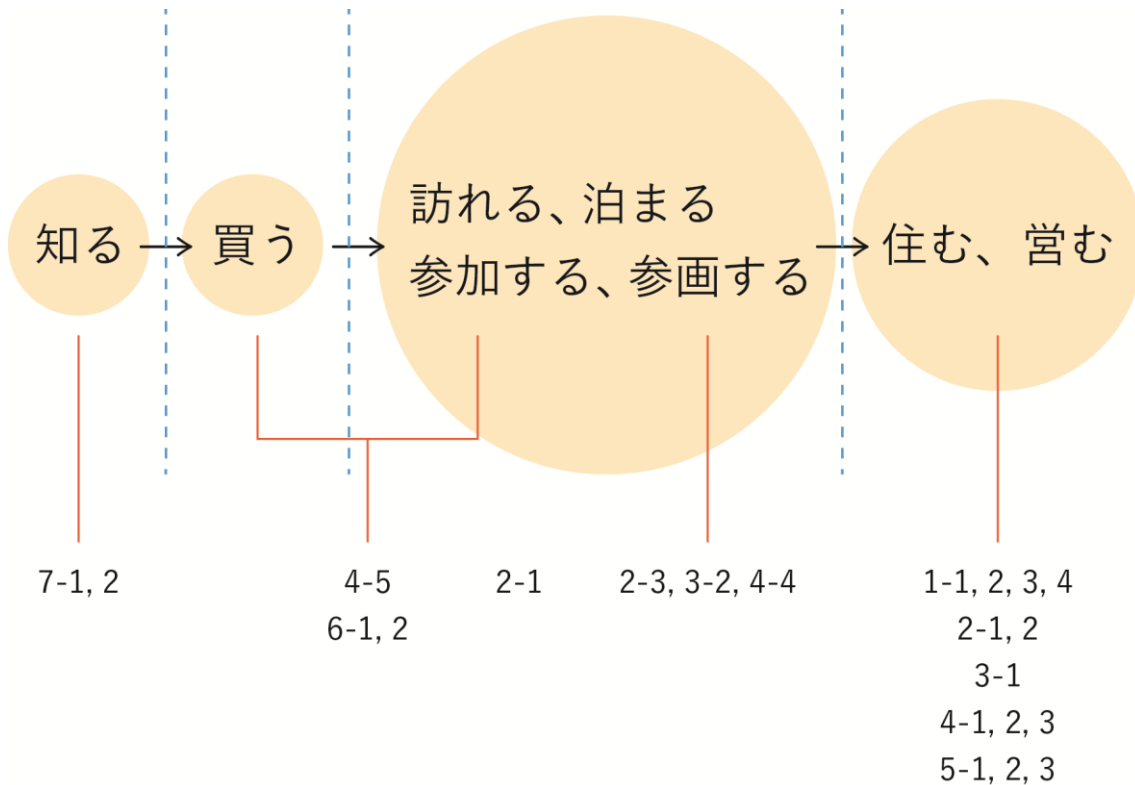 知る
買う
訪れる、泊まる
参加する、参画する
住む、営む
7-1, 2
4-5
6-1, 2
2-1
2-3, 3-2, 4-4
1-1, 2, 3, 4
2-1, 2
3-1
4-1, 2, 3
5-1, 2, 3